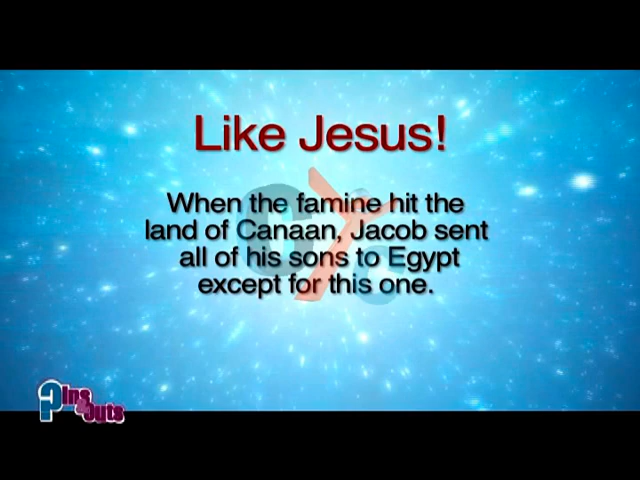 Like Jesus!
When the famine hit the
land of Canaan, Jacob sent
all of his sons to Egypt
except for this one.
Ins
Outs